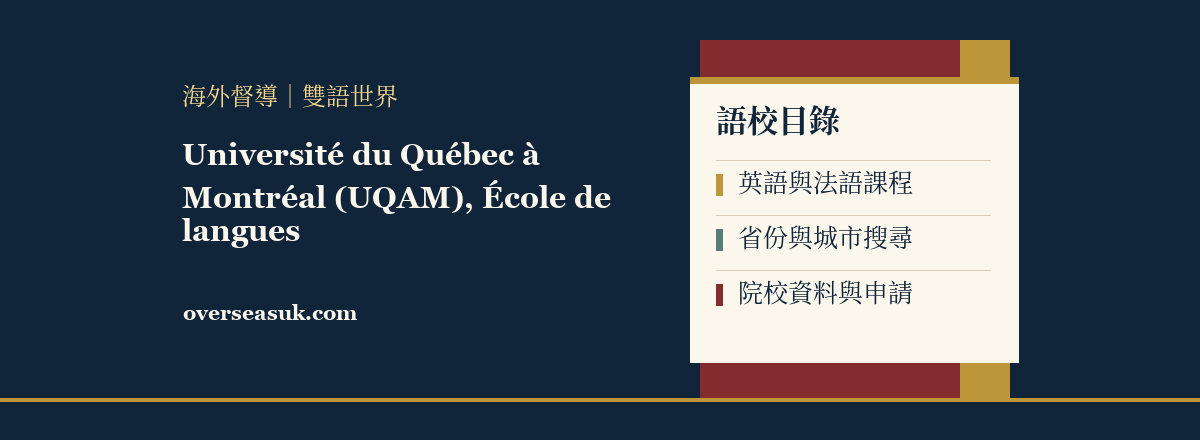 海外督導｜雙語世界
Université du Québec à
Montréal (UQAM), École de
langues
overseasuk.com
語校目錄
英語與法語課程
省份與城市搜尋
院校資料與申請